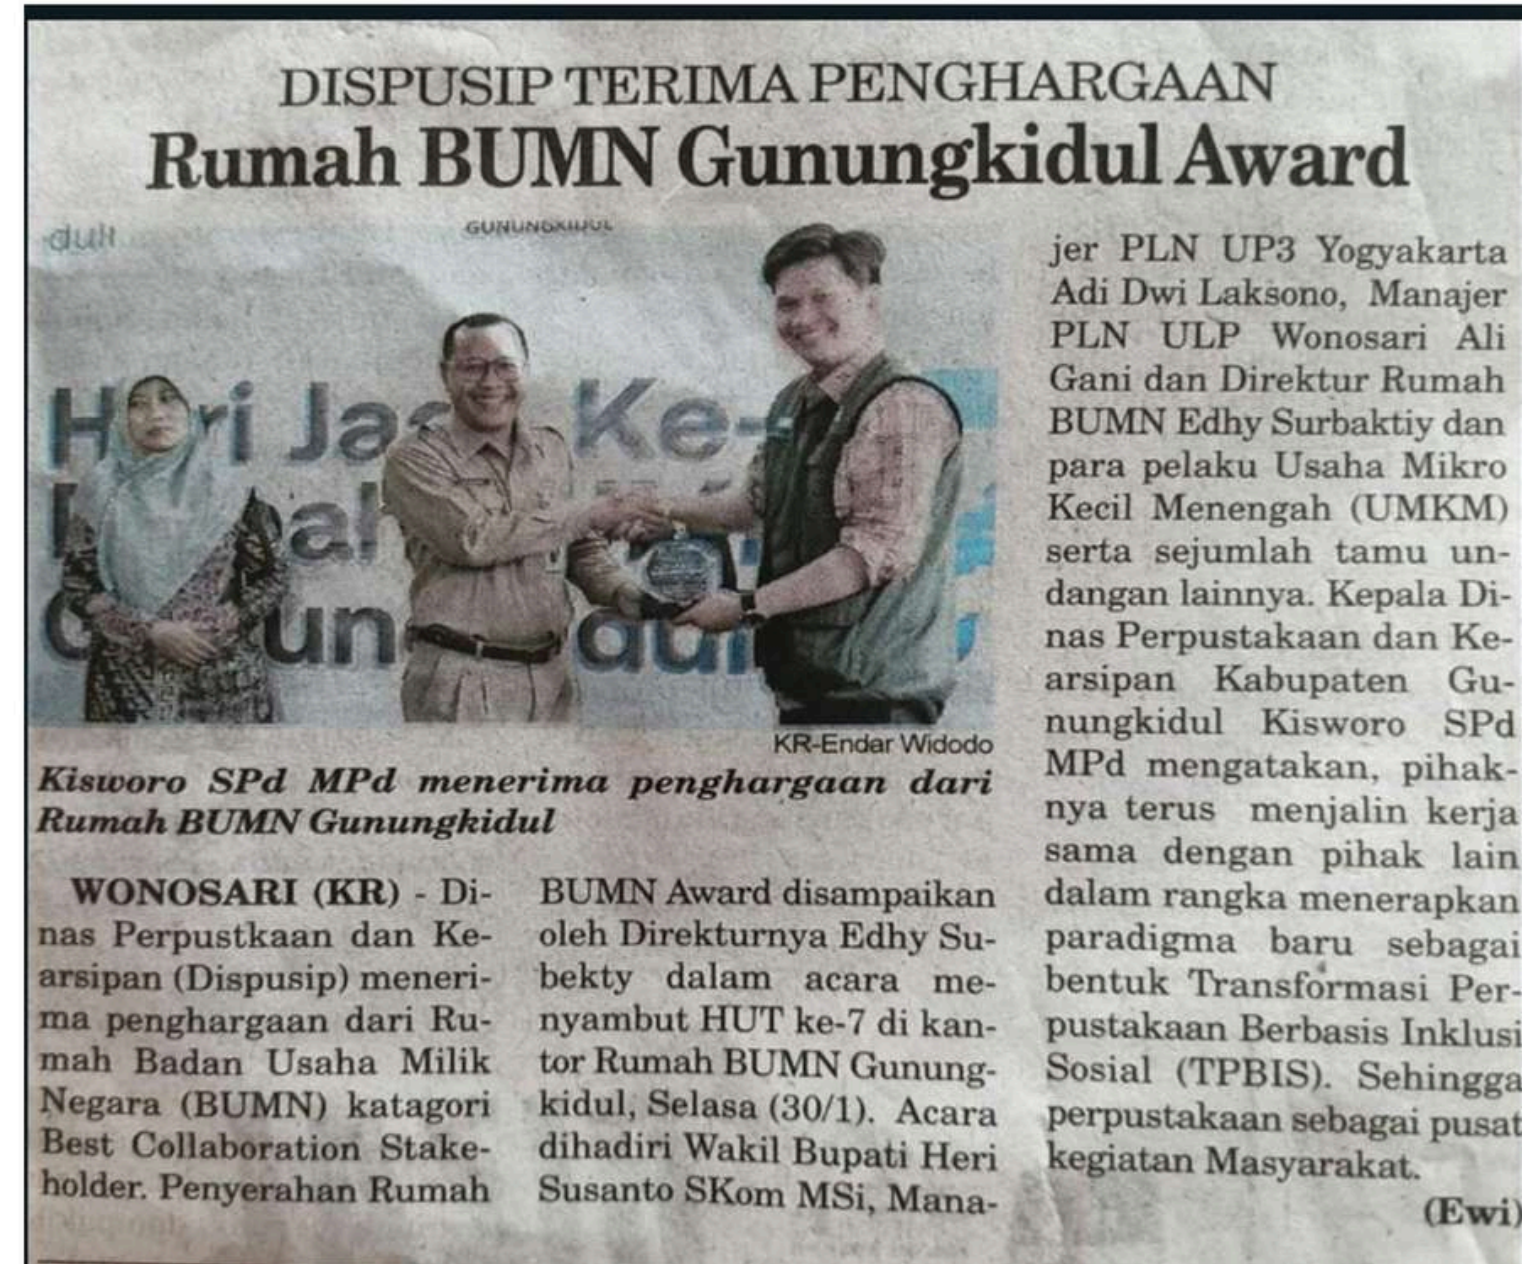 DISPUSIP TERIMA PENGHARGAAN
Rumah BUMN Gunungkidul Award
GUNUNGKIDUL
Kidul
Hari Jadi Ke-
KR-Endar Widodo
Kisworo SPd MPd menerima penghargaan dari
Rumah BUMN Gunungkidul
WONOSARI (KR) - Di-
nas Perpustkaan dan Ke-
arsipan (Dispusip) meneri-
ma penghargaan dari Ru-
mah Badan Usaha Milik
Negara (BUMN) katagori
Best Collaboration Stake-
holder. Penyerahan Rumah
BUMN Award disampaikan
oleh Direkturnya Edhy Su-
bekty dalam acara me-
nyambut HUT ke-7 di kan-
tor Rumah BUMN Gunung-
kidul, Selasa (30/1). Acara
dihadiri Wakil Bupati Heri
Susanto SKom MSi, Mana-
jer PLN UP3 Yogyakarta
Adi Dwi Laksono, Manajer
PLN ULP Wonosari Ali
Gani dan Direktur Rumah
BUMN Edhy Surbaktiy dan
para pelaku Usaha Mikro
Kecil Menengah (UMKM)
serta sejumlah tamu un-
dangan lainnya. Kepala Di-
nas Perpustakaan dan Ke-
arsipan Kabupaten Gu-
nungkidul Kisworo SPd
MPd mengatakan, pihak-
nya terus menjalin kerja
sama dengan pihak lain
dalam rangka menerapkan
paradigma baru sebagai
bentuk Transformasi Per-
pustakaan Berbasis Inklusi
Sosial (TPBIS). Sehingga
perpustakaan sebagai pusat
kegiatan Masyarakat.
(Ewi)